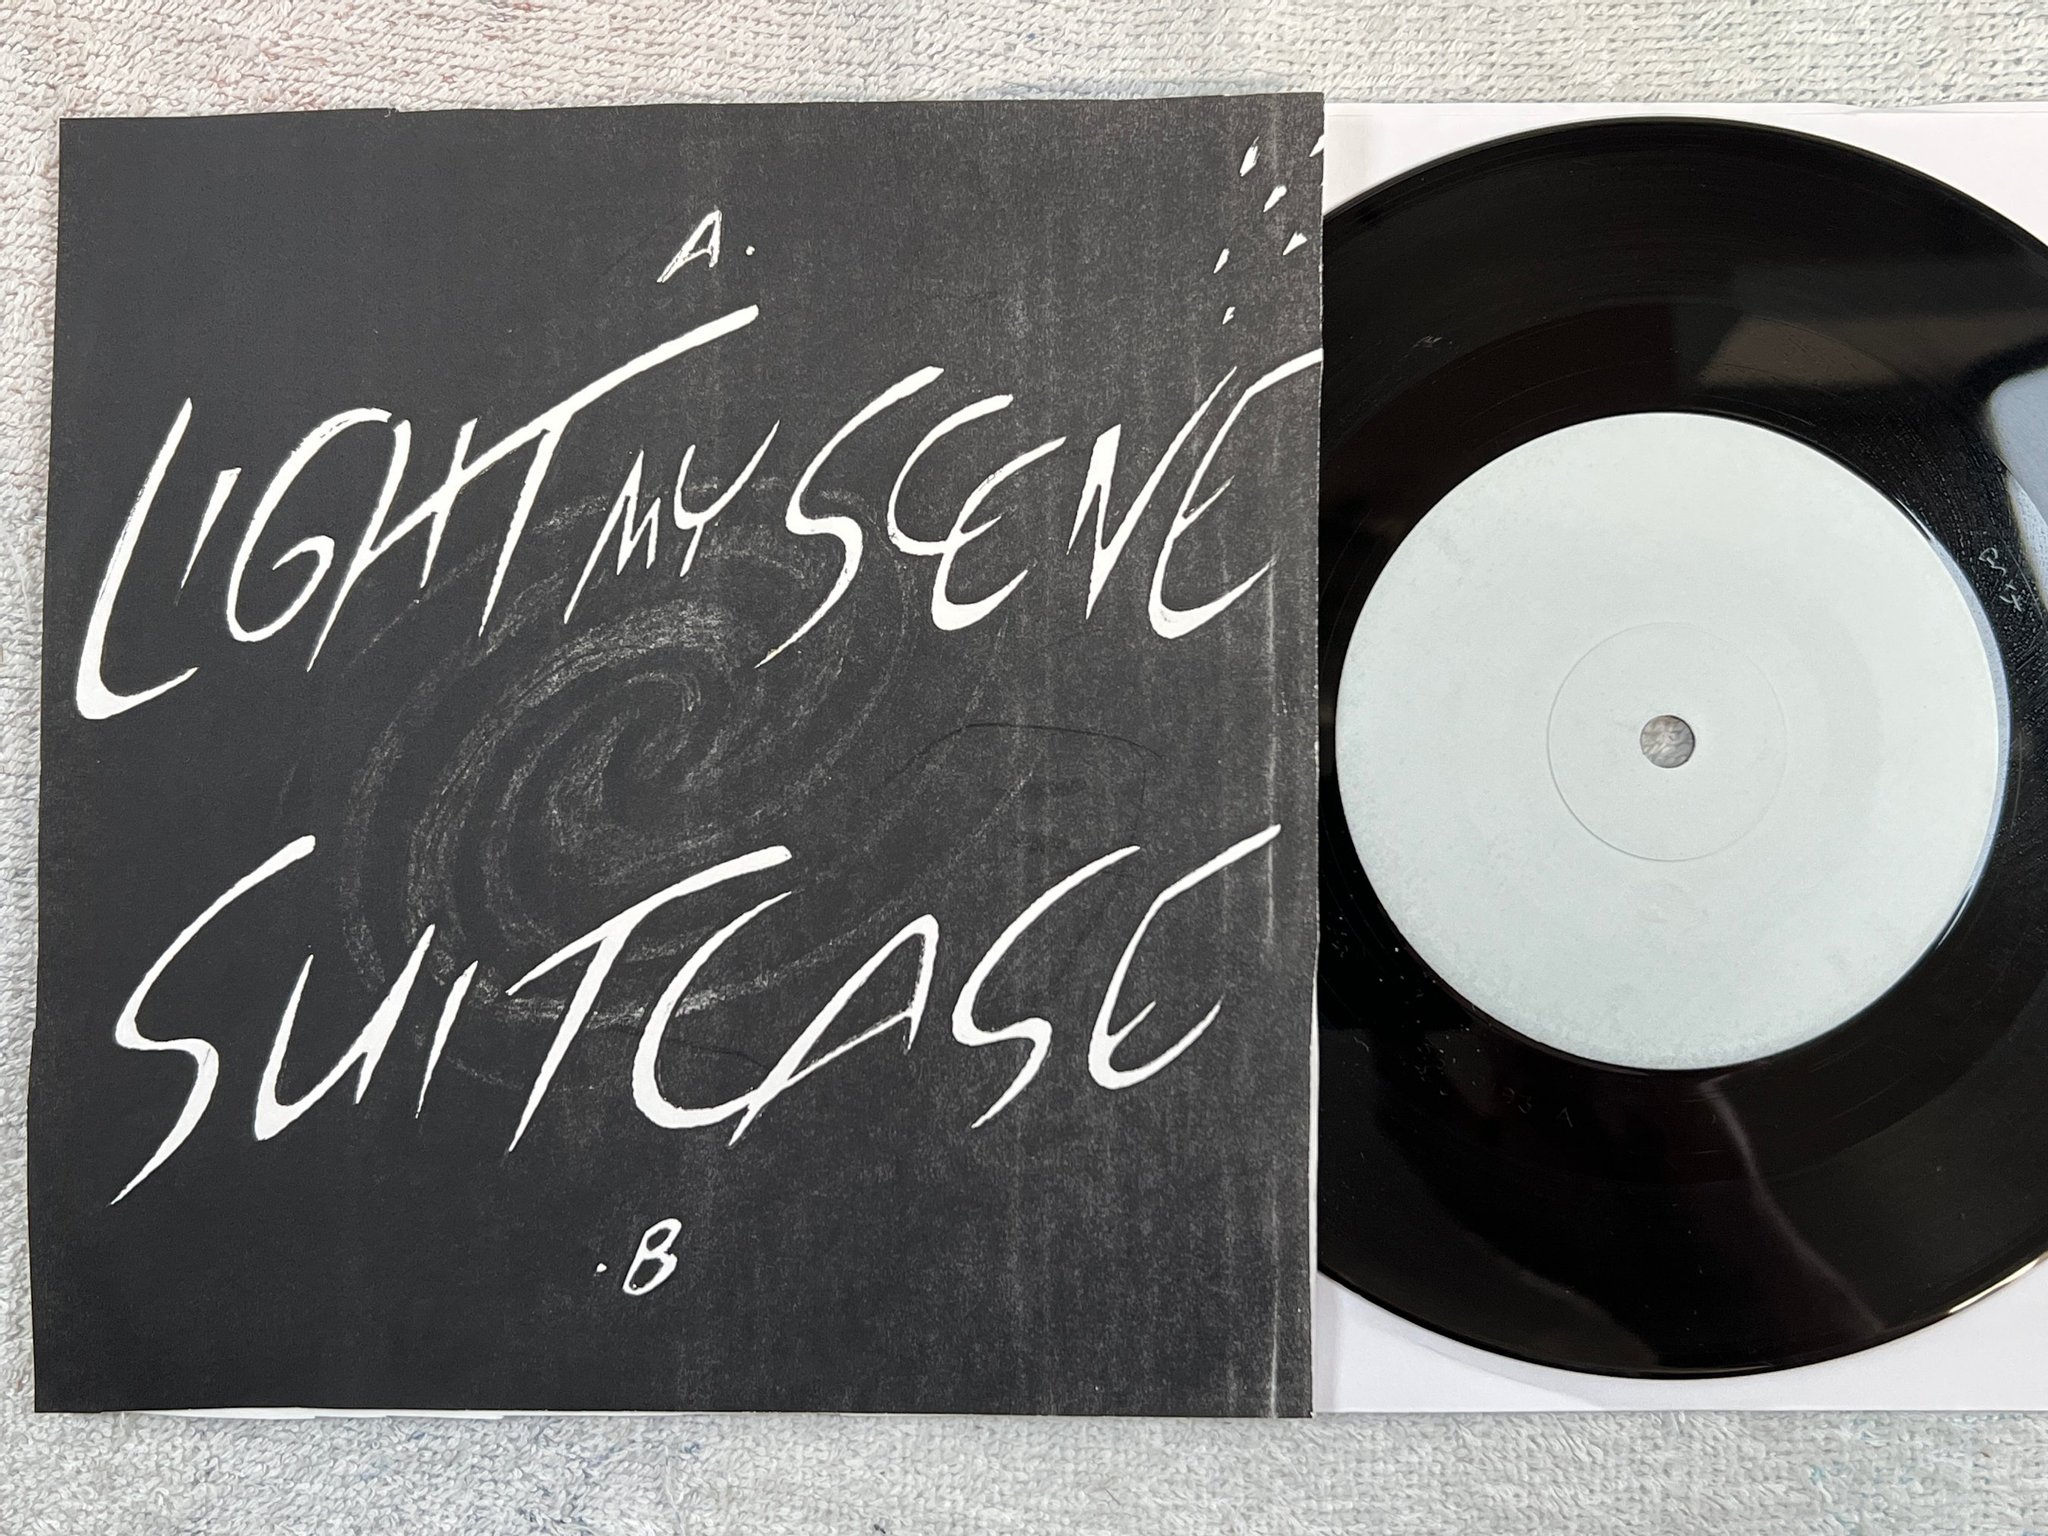 A.
LIGHT MY SCENE
SUITCASE
.B